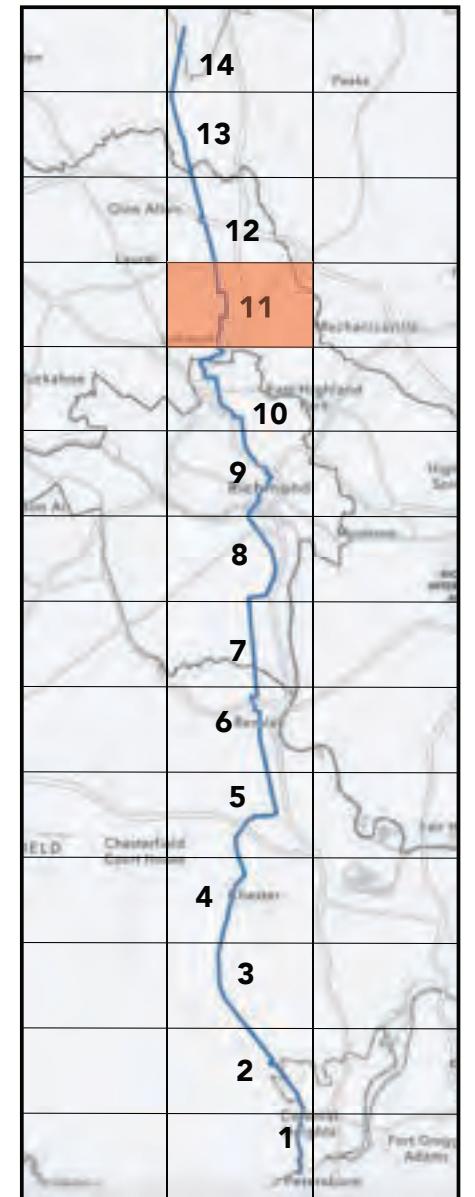 14
Peaks
13
Glen Allen
12
Laurel
11
Mechanicsville
East Highland
Park
10
9
Richmond
8
7
6
5
Chesterfield
Court House
IELD
4
Chester
3
2
Colonial
Heights
1
Fort Gregg
Adams
Petersburg